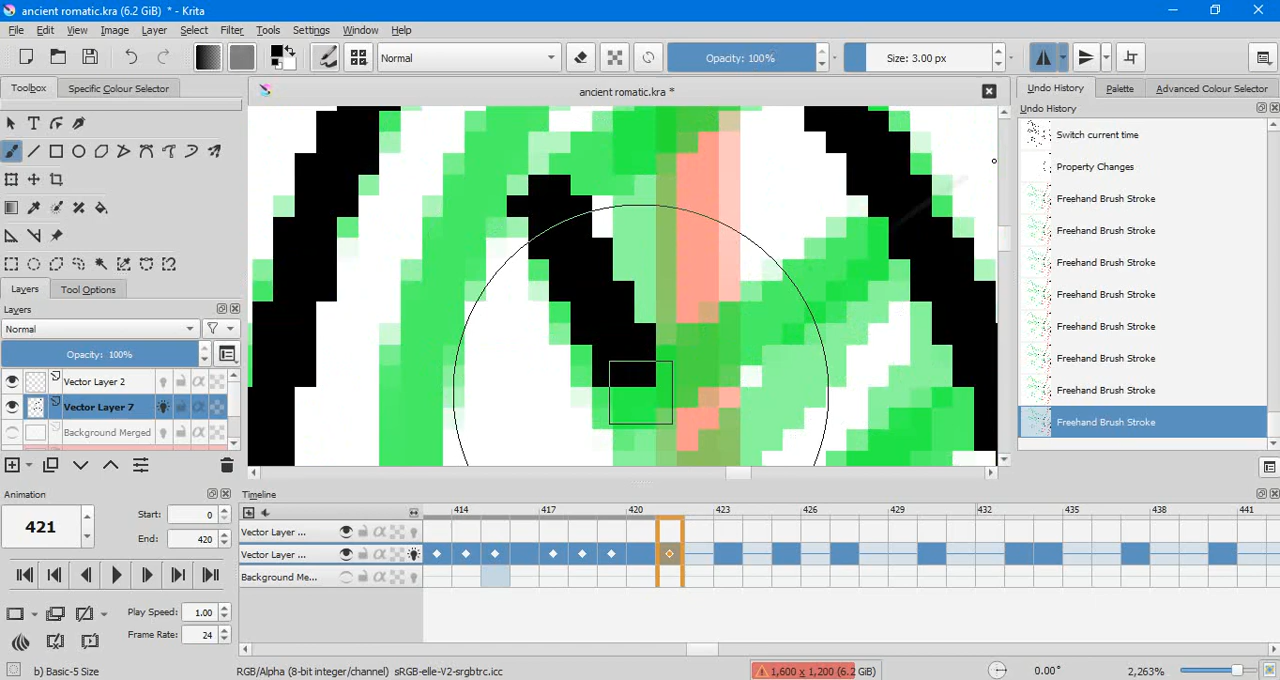 ancient romatic.kra (6.2 GiB) * - Krita
File Edit View Image Layer Select Filter Tools Settings Window Help
Normal Opacity: 100% Size: 3.00 px
Toolbox Specific Colour Selector
ancient romatic.kra *
Undo History Palette Advanced Colour Selector
Undo History
Switch current time
Property Changes
Freehand Brush Stroke
Freehand Brush Stroke
Freehand Brush Stroke
Freehand Brush Stroke
Freehand Brush Stroke
Freehand Brush Stroke
Freehand Brush Stroke
Freehand Brush Stroke
Layers Tool Options
Layers
Normal
Opacity: 100%
Vector Layer 2
Vector Layer 7
Background Merged
Animation
421
Start: 0
End: 420
Play Speed: 1.00
Frame Rate: 24
Timeline
414 417 420 423 426 429 432 435 438 441
Vector Layer ...
Vector Layer ...
Background Me...
b) Basic-5 Size RGB/Alpha (8-bit integer/channel) sRGB-elle-V2-srgbtrc.icc 1,600 x 1,200 (6.2 GiB) 0.00° 2,263%